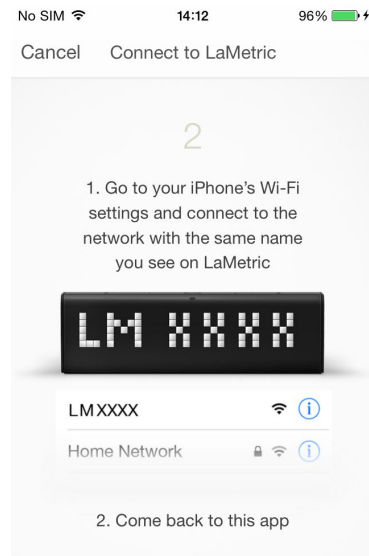 No SIM 14:12 96%
Cancel Connect to LaMetric
2
1. Go to your iPhone's Wi-Fi
settings and connect to the
network with the same name
you see on LaMetric
LM XXXX
LMXXXX
Home Network
2. Come back to this app